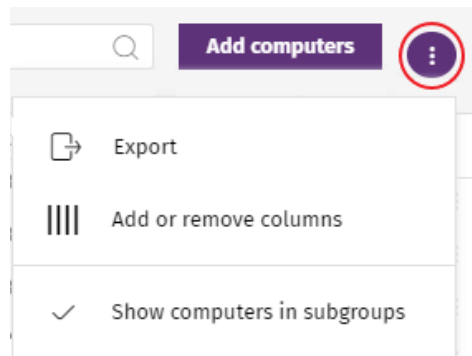 Add computers
Export
Add or remove columns
Show computers in subgroups